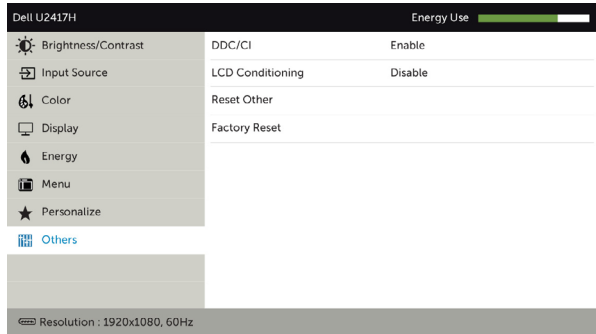 Dell U2417H Energy Use
Brightness/Contrast DDC/CI Enable
Input Source LCD Conditioning Disable
Color Reset Other
Display Factory Reset
Energy
Menu
Personalize
Others
Resolution : 1920x1080, 60Hz